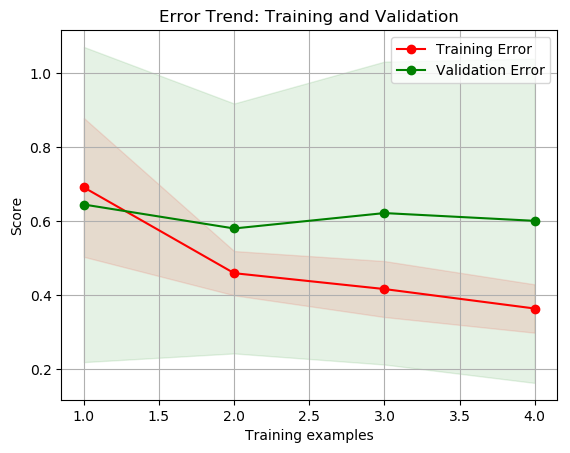 Error Trend: Training and Validation
Training Error
Validation Error
1.0
0.8
0.6
0.4
0.2
Score
1.0 1.5 2.0 2.5 3.0 3.5 4.0
Training examples